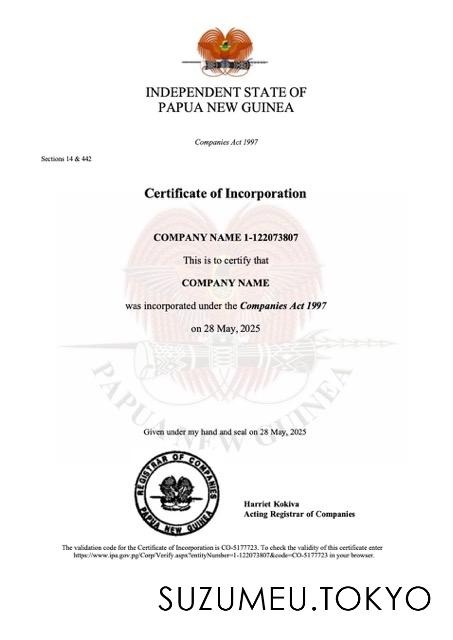 INDEPENDENT STATE OF
PAPUA NEW GUINEA
Companies Act 1997
Sections 14 & 442
Certificate of Incorporation
COMPANY NAME 1-122073807
This is to certify that
COMPANY NAME
was incorporated under the Companies Act 1997
on 28 May, 2025
PAPUA NEW GUINEA
Given under my hand and seal on 28 May, 2025
REGISTRAR OF COMPANIES
PAPUA NEW GUINEA
Harriet Kokiva
Acting Registrar of Companies
The validation code for the Certificate of Incorporation is CO-5177723. To check the validity of this certificate enter
https://www.ipa.gov.pg/Corp/Verify.aspx?entityNumber=1-122073807&code=CO-5177723 in your browser.
SUZUMEU.TOKYO